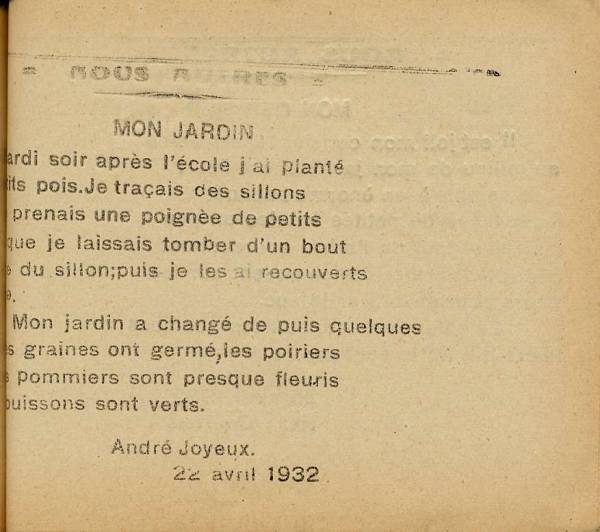 = NOUS AUTRES =
MON JARDIN
ardi soir après l'école j'ai planté
its pois.Je traçais des sillons
prenais une poignèe de petits
que je laissais tomber d'un bout
du sillon;puis je les ai recouverts
e.
Mon jardin a changé de puis quelques
s graines ont germé,les poiriers
s pommiers sont presque fleuris
buissons sont verts.
André Joyeux.
22 avril 1932